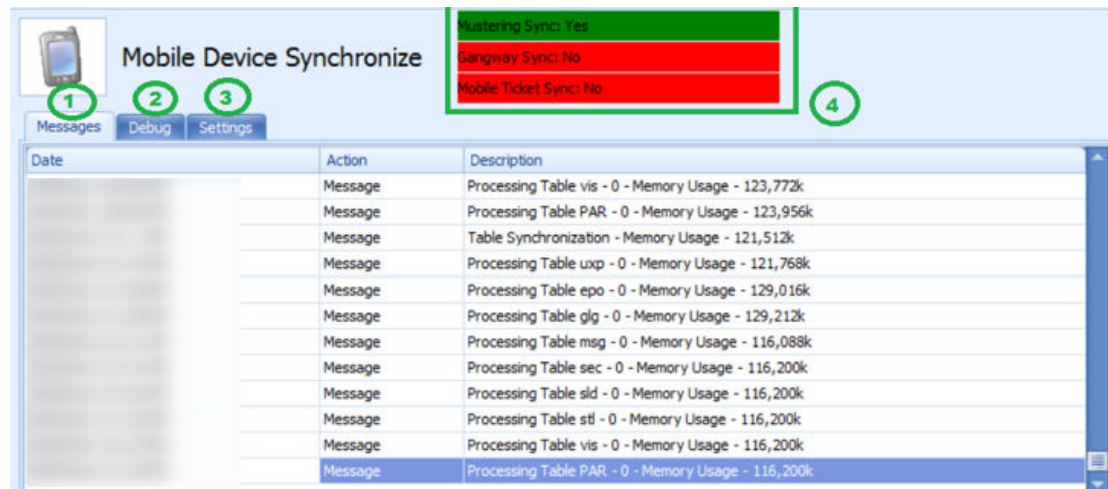 Mustering Sync: Yes
Mobile Device Synchronize
Gangway Sync: No
Mobile Ticket Sync: No
1 2 3 4
Messages Debug Settings
Date Action Description
Message Processing Table vis - 0 - Memory Usage - 123,772k
Message Processing Table PAR - 0 - Memory Usage - 123,956k
Message Table Synchronization - Memory Usage - 121,512k
Message Processing Table uxp - 0 - Memory Usage - 121,768k
Message Processing Table epo - 0 - Memory Usage - 129,016k
Message Processing Table glg - 0 - Memory Usage - 129,212k
Message Processing Table msg - 0 - Memory Usage - 116,088k
Message Processing Table sec - 0 - Memory Usage - 116,200k
Message Processing Table sld - 0 - Memory Usage - 116,200k
Message Processing Table stl - 0 - Memory Usage - 116,200k
Message Processing Table vis - 0 - Memory Usage - 116,200k
Message Processing Table PAR - 0 - Memory Usage - 116,200k